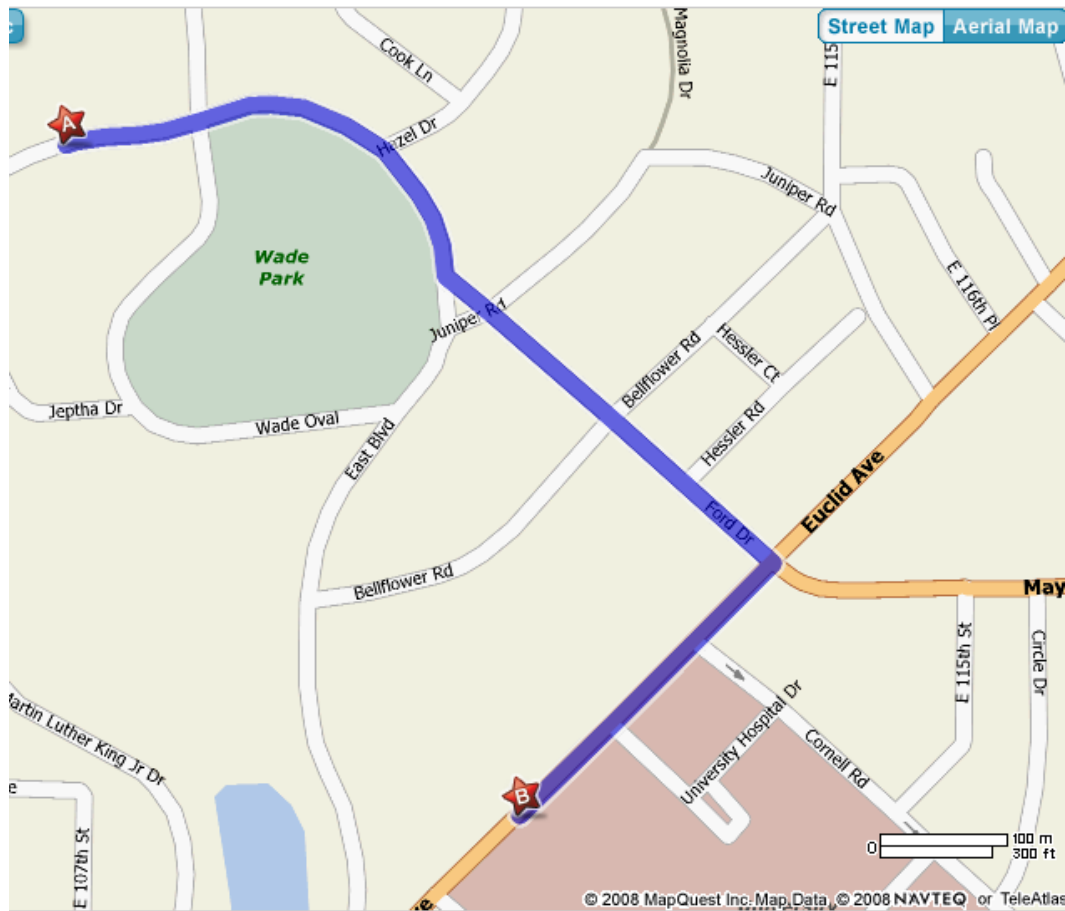 Street Map
Aerial Map
E 115
Magnolia Dr
Cook Ln
A
Hazel Dr
Juniper Rd
Wade
Park
E 116th Pl
Juniper Rd
Hessler Ct
Bellflower Rd
Jeptha Dr
Wade Oval
East Blvd
Hessler Rd
Euclid Ave
Ford Dr
Bellflower Rd
May
E 115th St
Circle Dr
University Hospital Dr
Martin Luther King Jr Dr
Cornell Rd
B
e
E 107th St
0
100 m
300 ft
ve
© 2008 MapQuest Inc. Map Data © 2008 NAVTEQ or TeleAtlas